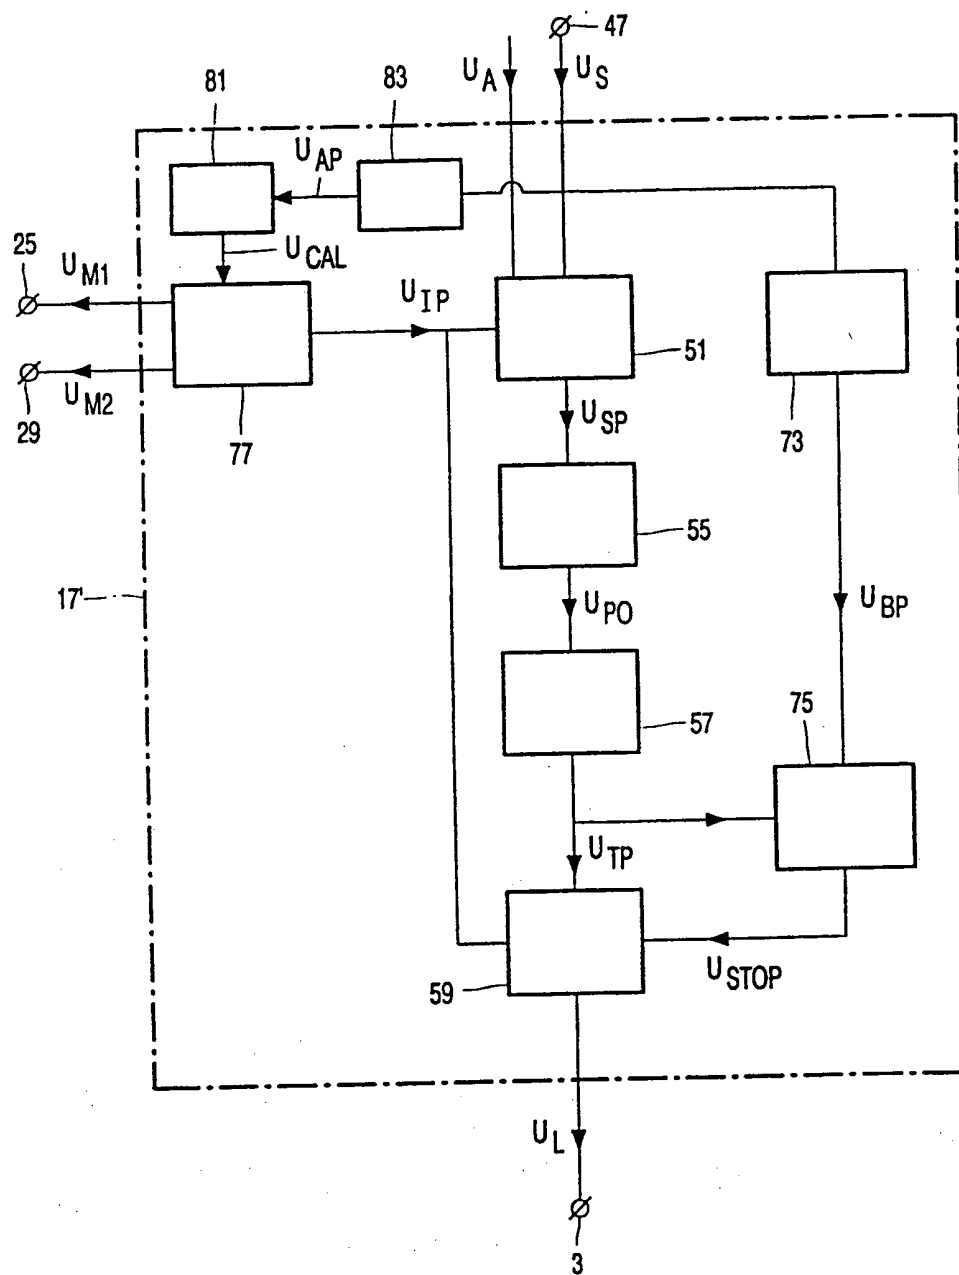 47
U_A
U_S
81
83
U_AP
U_CAL
25
U_M1
U_IP
51
U_M2
29
77
U_SP
73
55
17'
U_PO
U_BP
57
75
U_TP
U_STOP
59
U_L
3